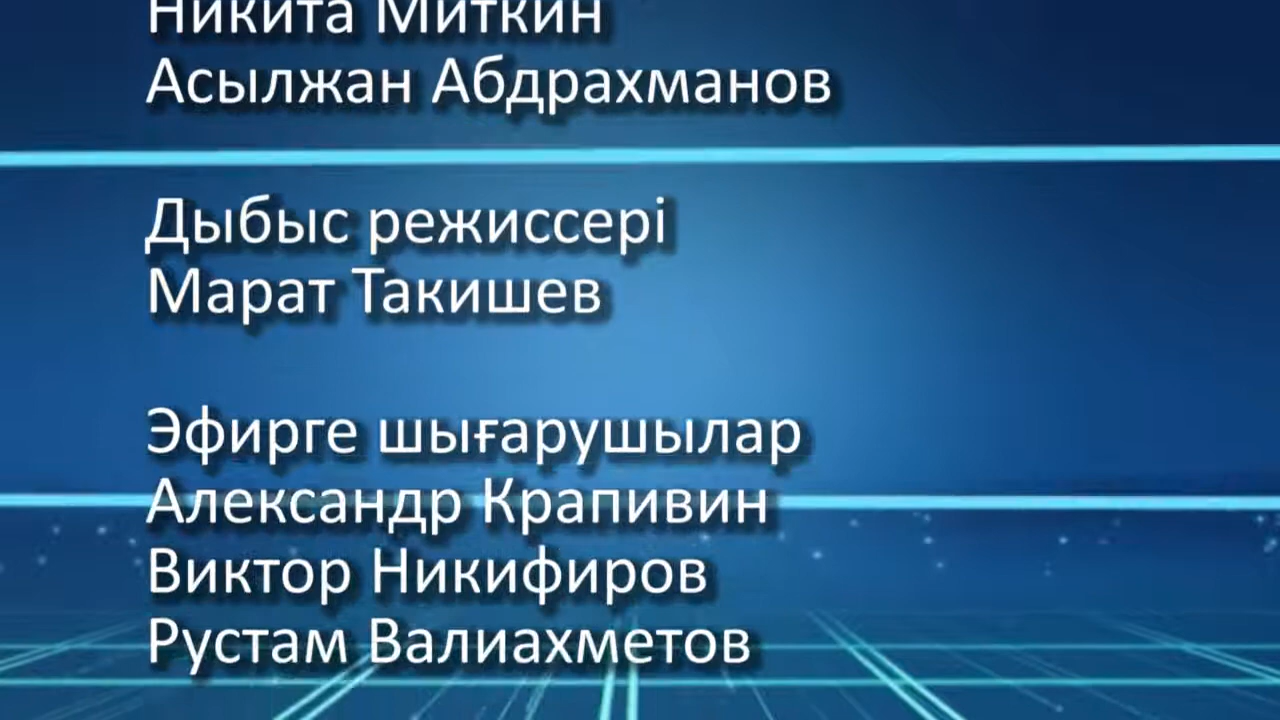 Никита Миткин
Асылжан Абдрахманов
Дыбыс режиссері
Марат Такишев
Эфирге шығарушылар
Александр Крапивин
Виктор Никифиров
Рустам Валиахметов